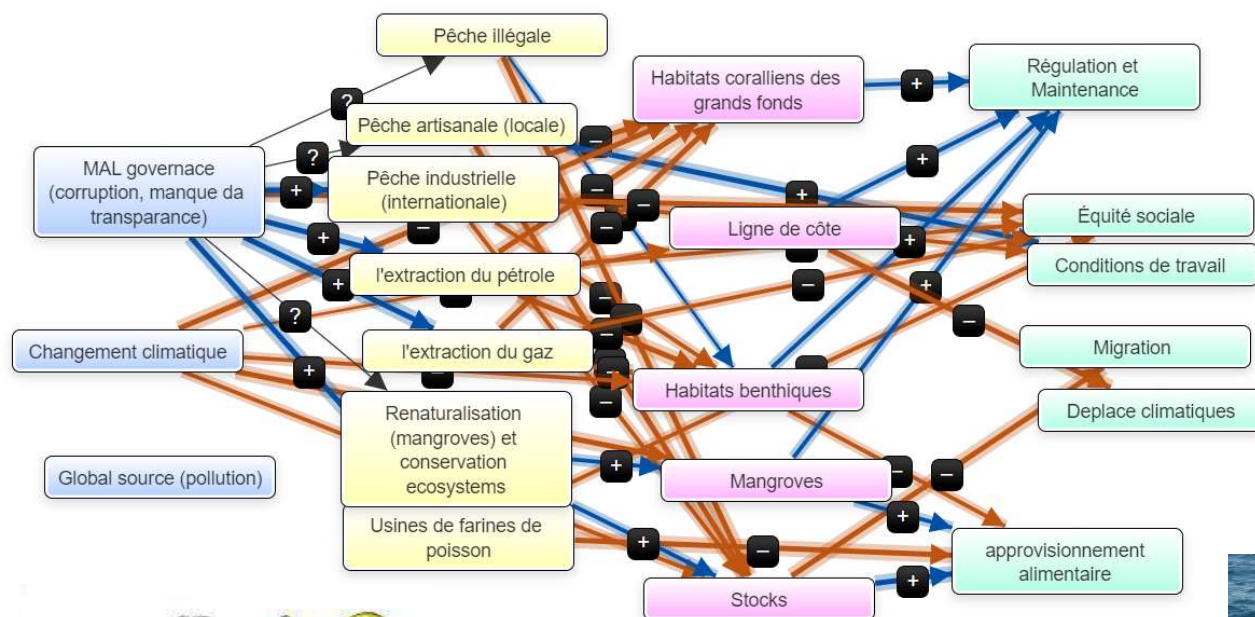 Pêche illégale
Habitats coralliens des
grands fonds
Régulation et
Maintenance
Pêche artisanale (locale)
MAL governace
(corruption, manque da
transparance)
Pêche industrielle
(internationale)
Ligne de côte
Équité sociale
Conditions de travail
l'extraction du pétrole
Changement climatique
l'extraction du gaz
Migration
Habitats benthiques
Deplace climatiques
Renaturalisation
(mangroves) et
conservation
ecosystems
Global source (pollution)
Mangroves
Usines de farines de
poisson
approvisionnement
alimentaire
Stocks